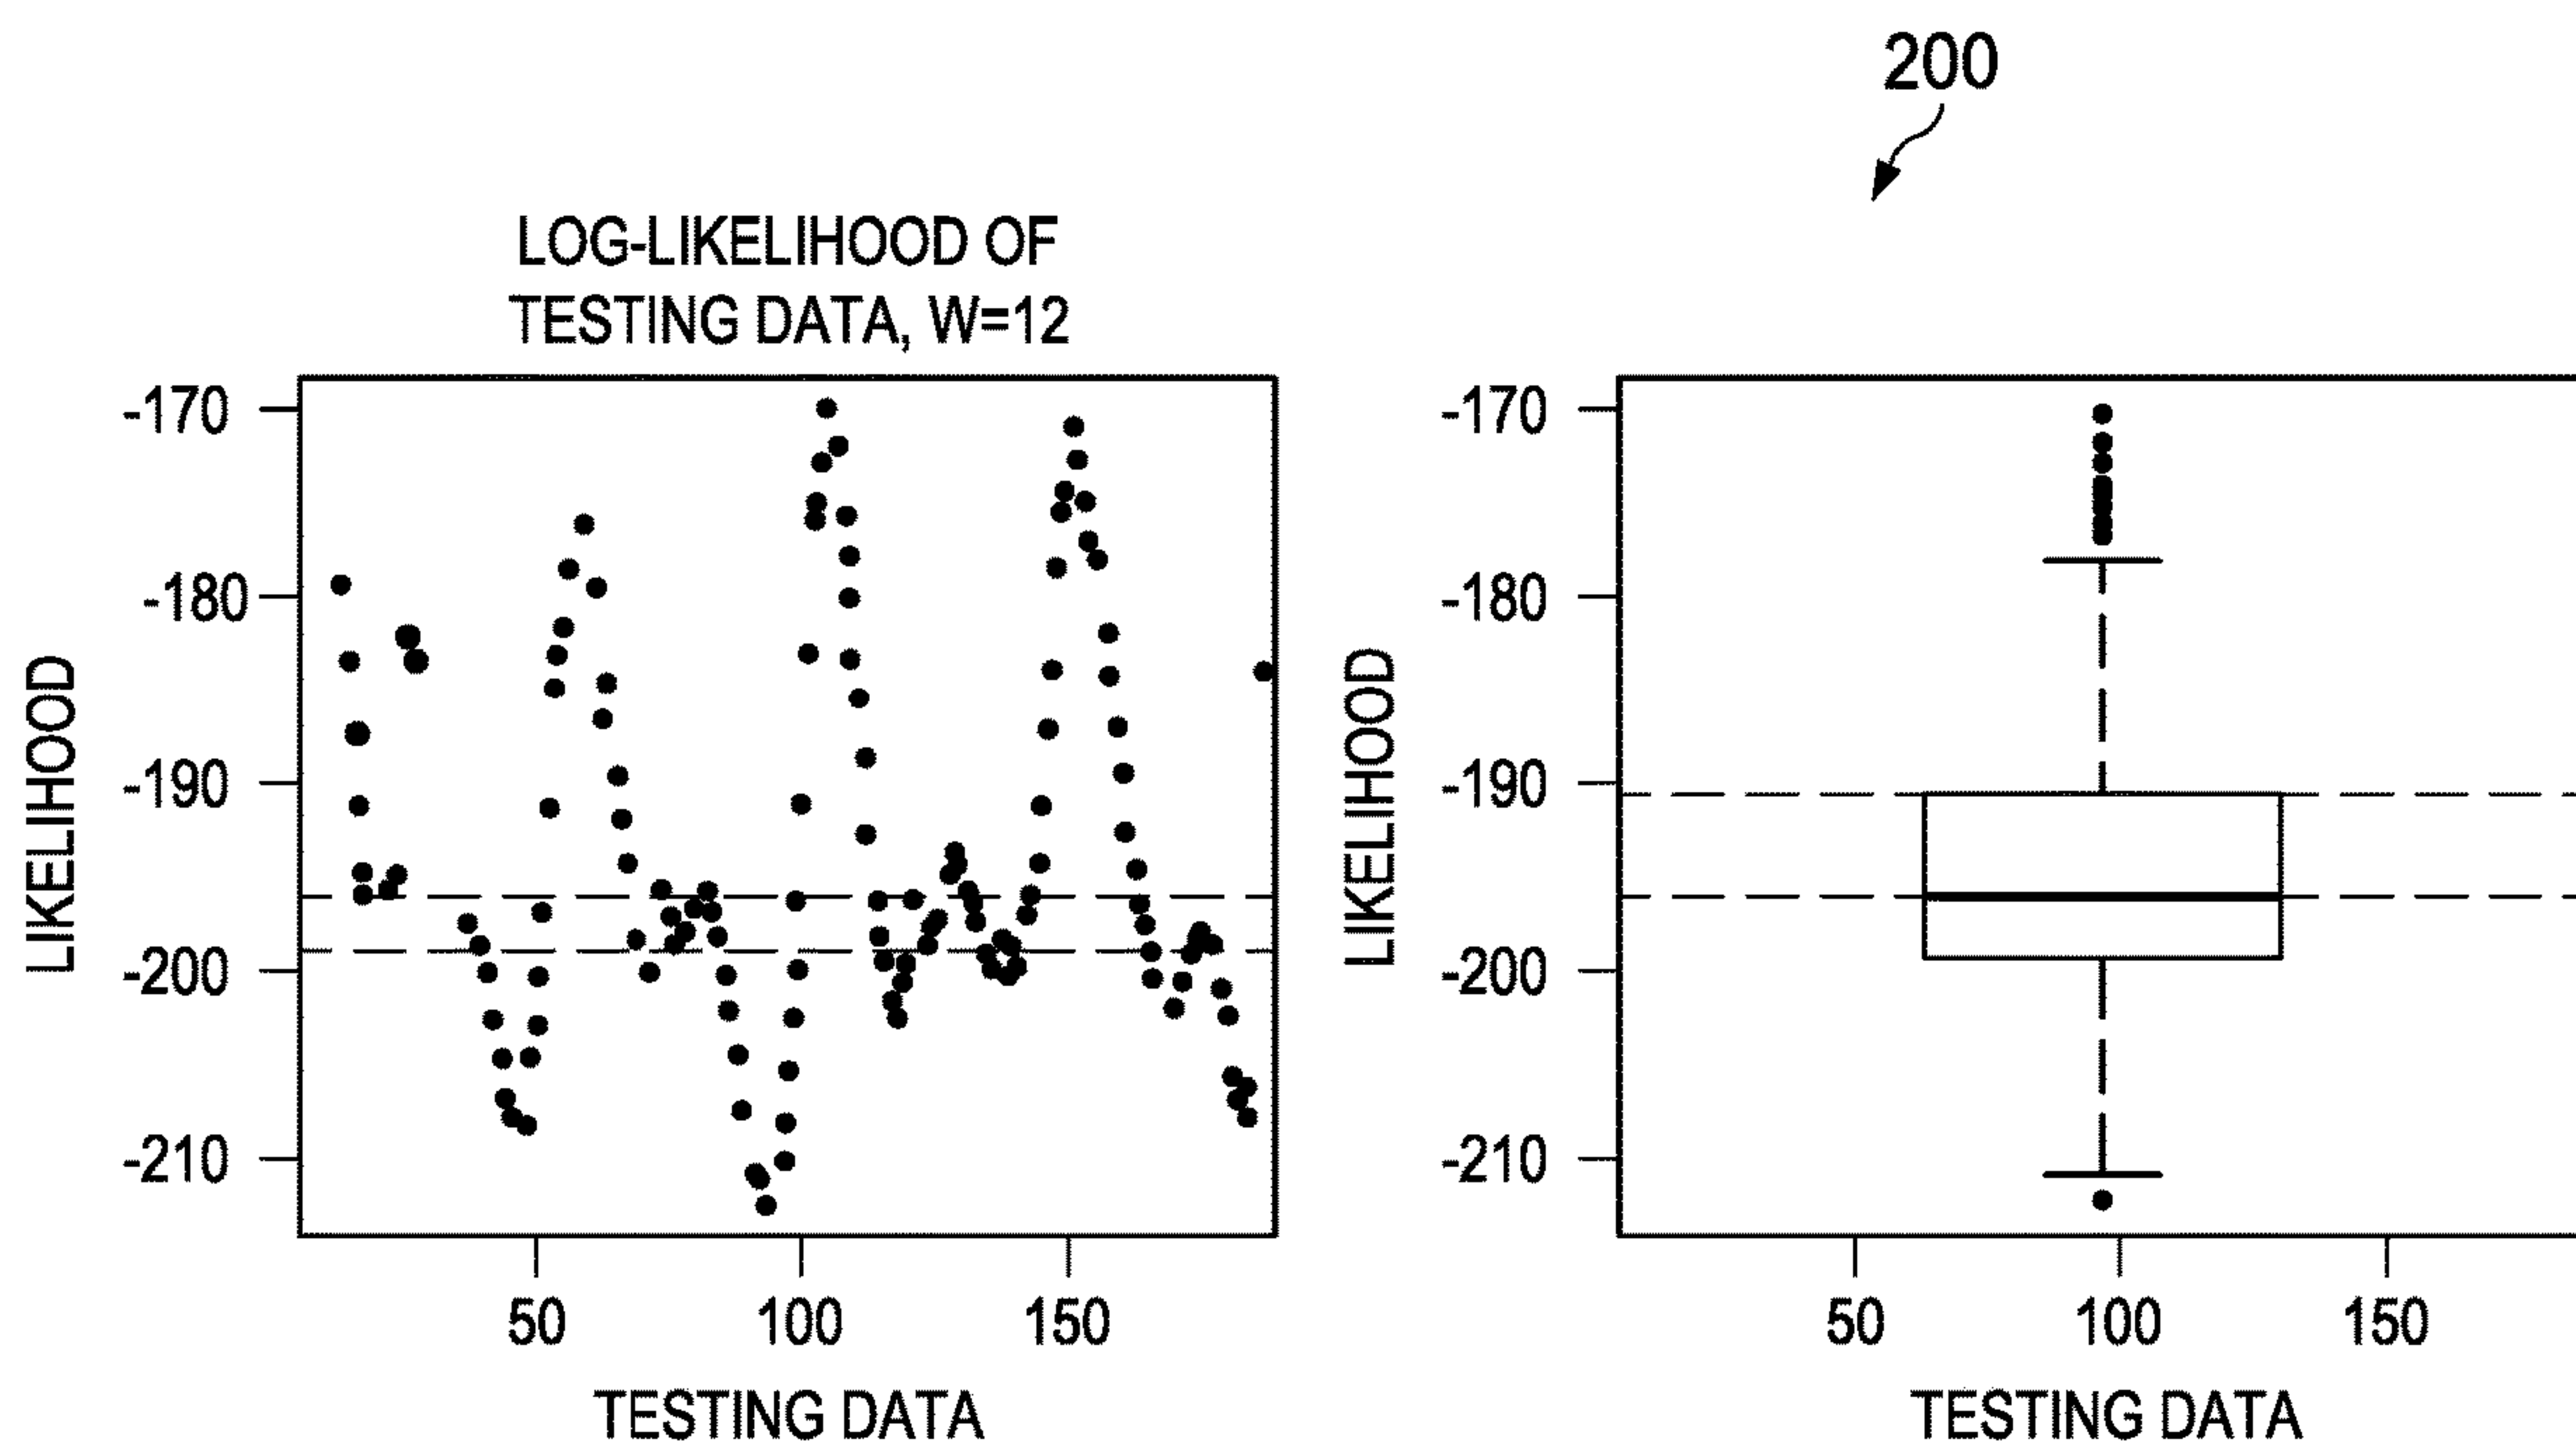 200
LOG-LIKELIHOOD OF
TESTING DATA, W=12
LIKELIHOOD
-170
-180
-190
-200
-210
50 100 150
TESTING DATA
LIKELIHOOD
-170
-180
-190
-200
-210
50 100 150
TESTING DATA